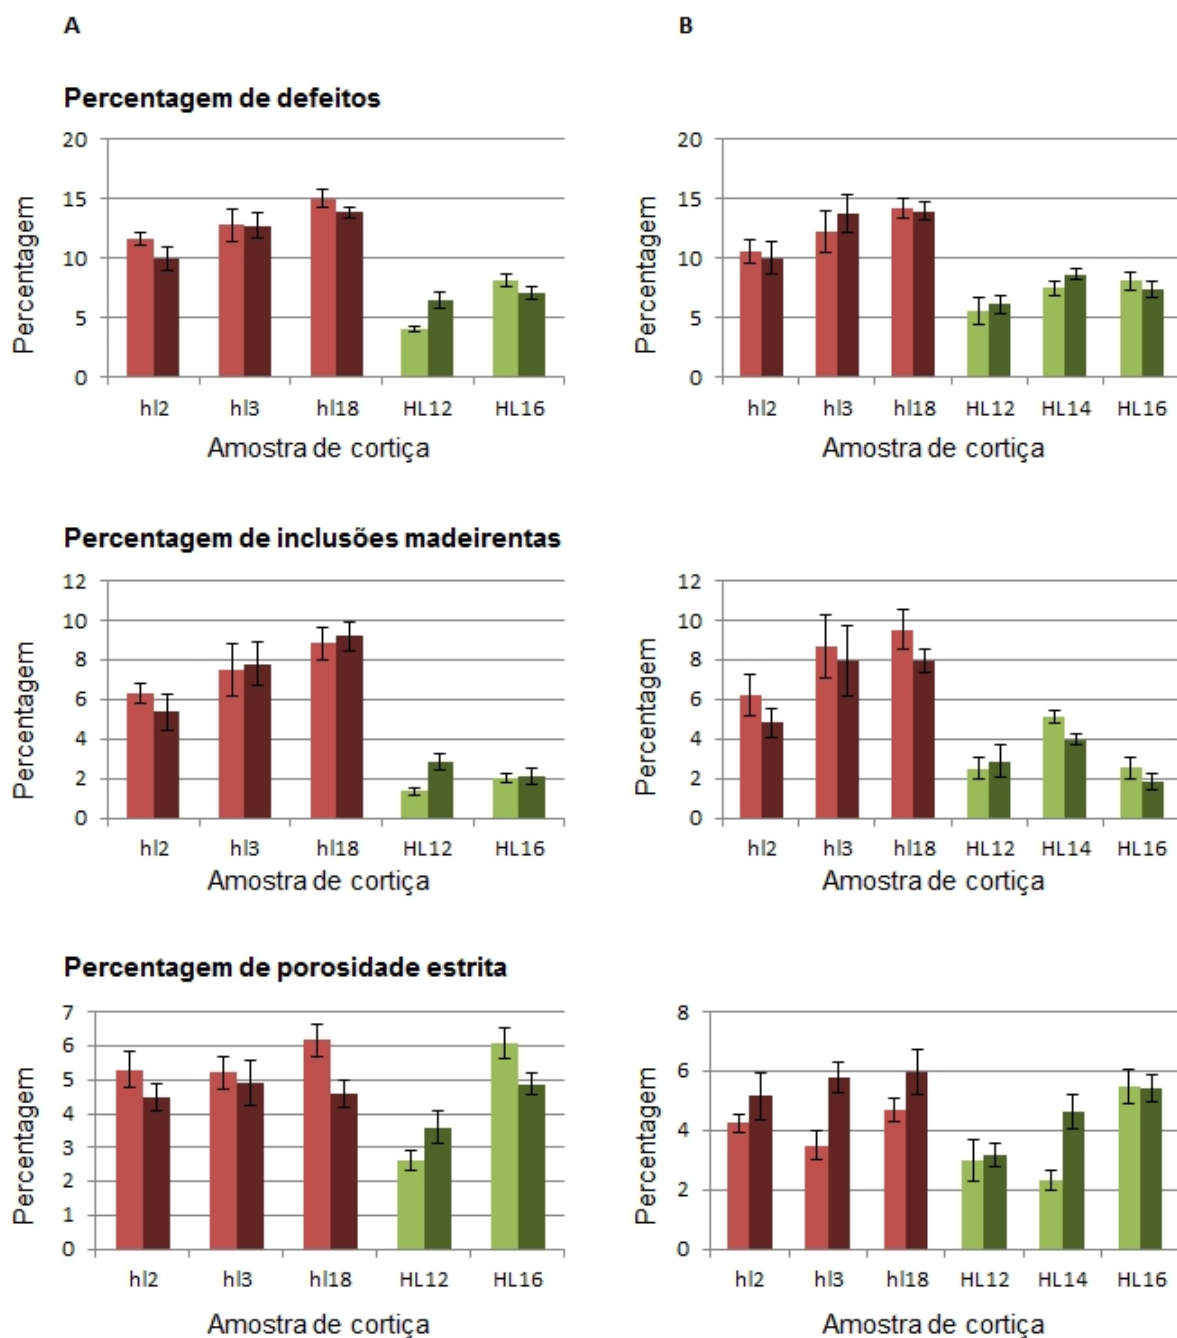 A
B
Percentagem de defeitos
Percentagem
20
15
10
5
0
hl2 hl3 hl18 HL12 HL16
Amostra de cortiça
Percentagem
20
15
10
5
0
hl2 hl3 hl18 HL12 HL14 HL16
Amostra de cortiça
Percentagem de inclusões madeirentas
Percentagem
12
10
8
6
4
2
0
hl2 hl3 hl18 HL12 HL16
Amostra de cortiça
Percentagem
12
10
8
6
4
2
0
hl2 hl3 hl18 HL12 HL14 HL16
Amostra de cortiça
Percentagem de porosidade estrita
Percentagem
7
6
5
4
3
2
1
0
hl2 hl3 hl18 HL12 HL16
Amostra de cortiça
Percentagem
8
6
4
2
0
hl2 hl3 hl18 HL12 HL14 HL16
Amostra de cortiça